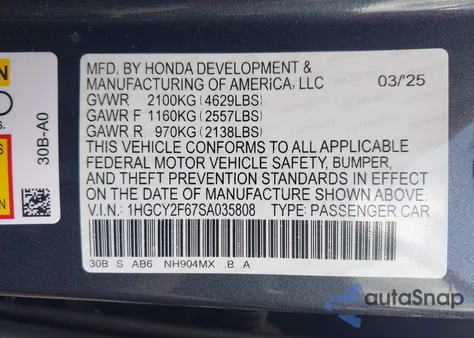 MFD. BY HONDA DEVELOPMENT &
MANUFACTURING OF AMERICA, LLC 03/'25
GVWR 2100KG (4629LBS)
GAWR F 1160KG (2557LBS)
GAWR R 970KG (2138LBS)
THIS VEHICLE CONFORMS TO ALL APPLICABLE
FEDERAL MOTOR VEHICLE SAFETY, BUMPER,
AND THEFT PREVENTION STANDARDS IN EFFECT
ON THE DATE OF MANUFACTURE SHOWN ABOVE.
V.I.N: 1HGCY2F67SA035808 TYPE: PASSENGER CAR
30B S AB6 NH904MX .B A
30B-A0
s.
autoSnap